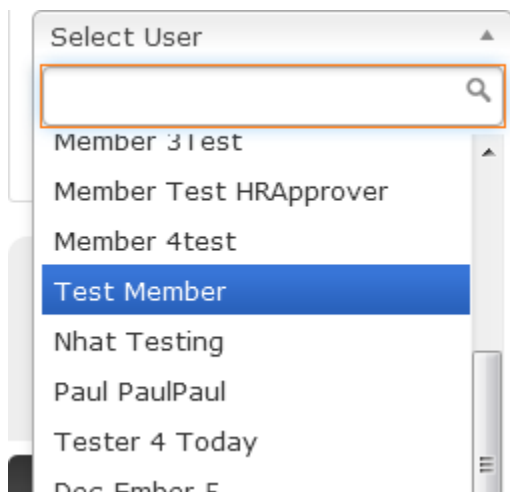 Select User
Member 3Test
Member Test HRApprover
Member 4test
Test Member
Nhat Testing
Paul PaulPaul
Tester 4 Today
Dec Ember 5